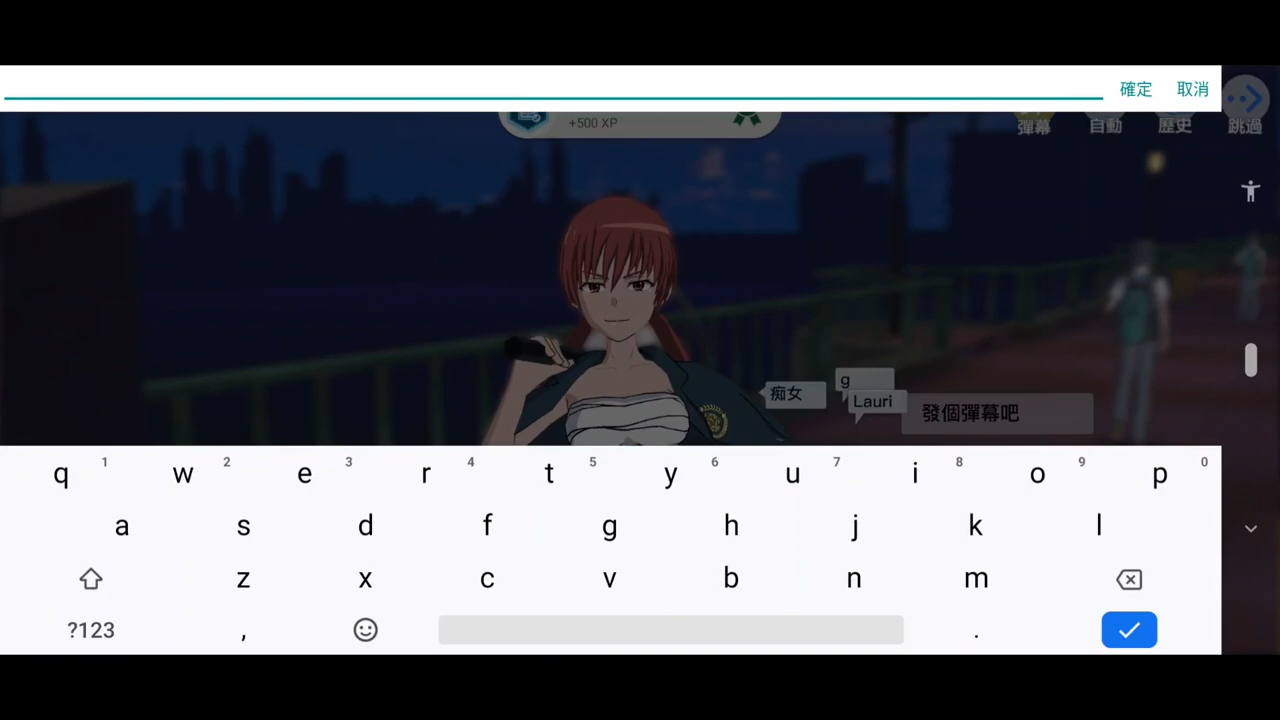 確定 取消
+500 XP
彈幕 自動 歷史 跳過
g
痴女
Lauri
發個彈幕吧
q 1 w 2 e 3 r 4 t 5 y 6 u 7 i 8 o 9 p 0
a s d f g h j k l
z x c v b n m
?123 , .